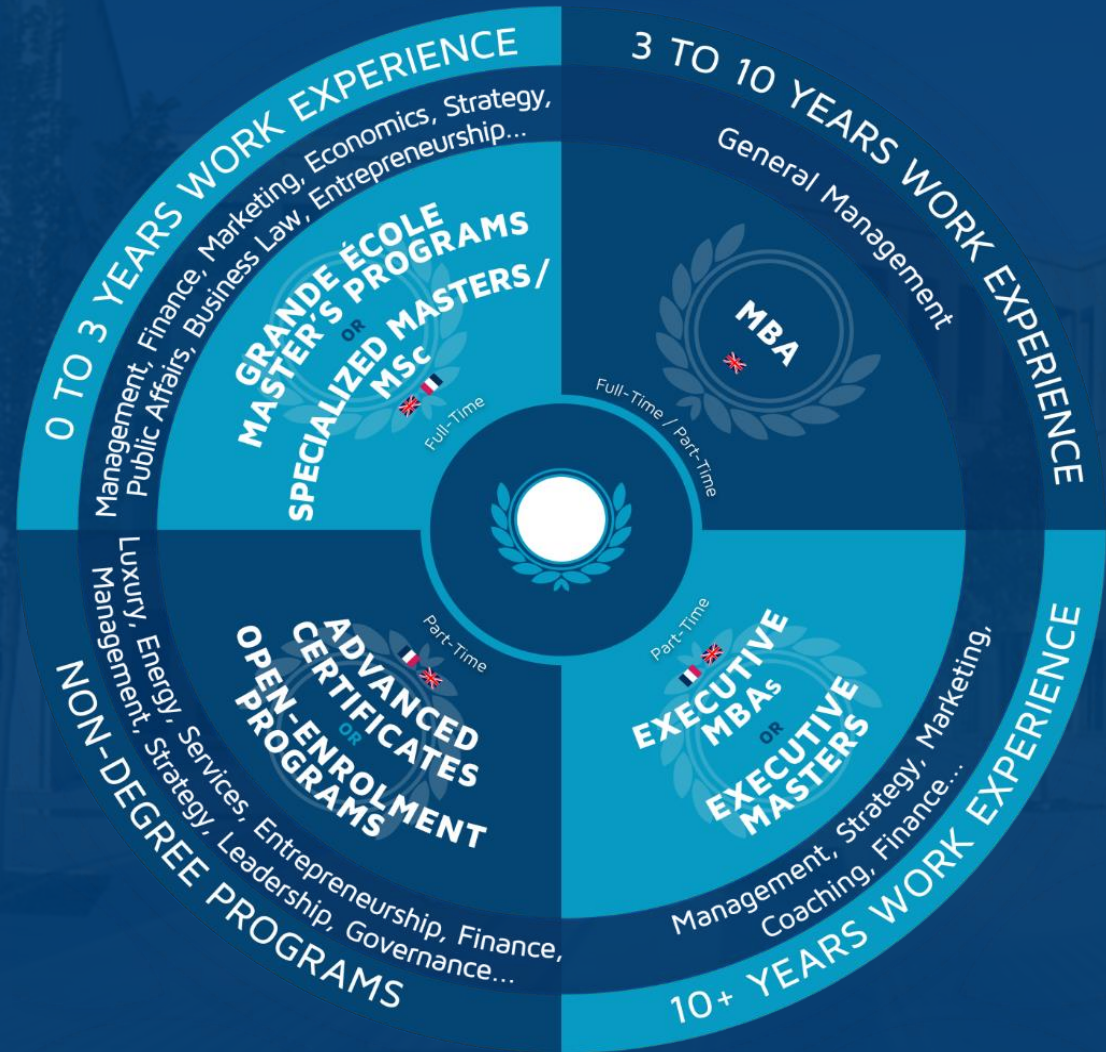 0 TO 3 YEARS WORK EXPERIENCE
Management, Finance, Marketing, Economics, Strategy,
Public Affairs, Business Law, Entrepreneurship...
GRANDE ÉCOLE
MASTER'S PROGRAMS
OR
SPECIALIZED MASTERS/
MSc
Full-Time
3 TO 10 YEARS WORK EXPERIENCE
General Management
MBA
Full-Time / Part-Time
10+ YEARS WORK EXPERIENCE
Management, Strategy, Marketing,
Coaching, Finance...
Part-Time
EXECUTIVE
MBAs
OR
EXECUTIVE
MASTERS
NON-DEGREE PROGRAMS
Luxury, Energy, Services, Entrepreneurship, Finance,
Management, Strategy, Leadership, Governance...
Part-Time
ADVANCED
CERTIFICATES
OR
OPEN-ENROLMENT
PROGRAMS